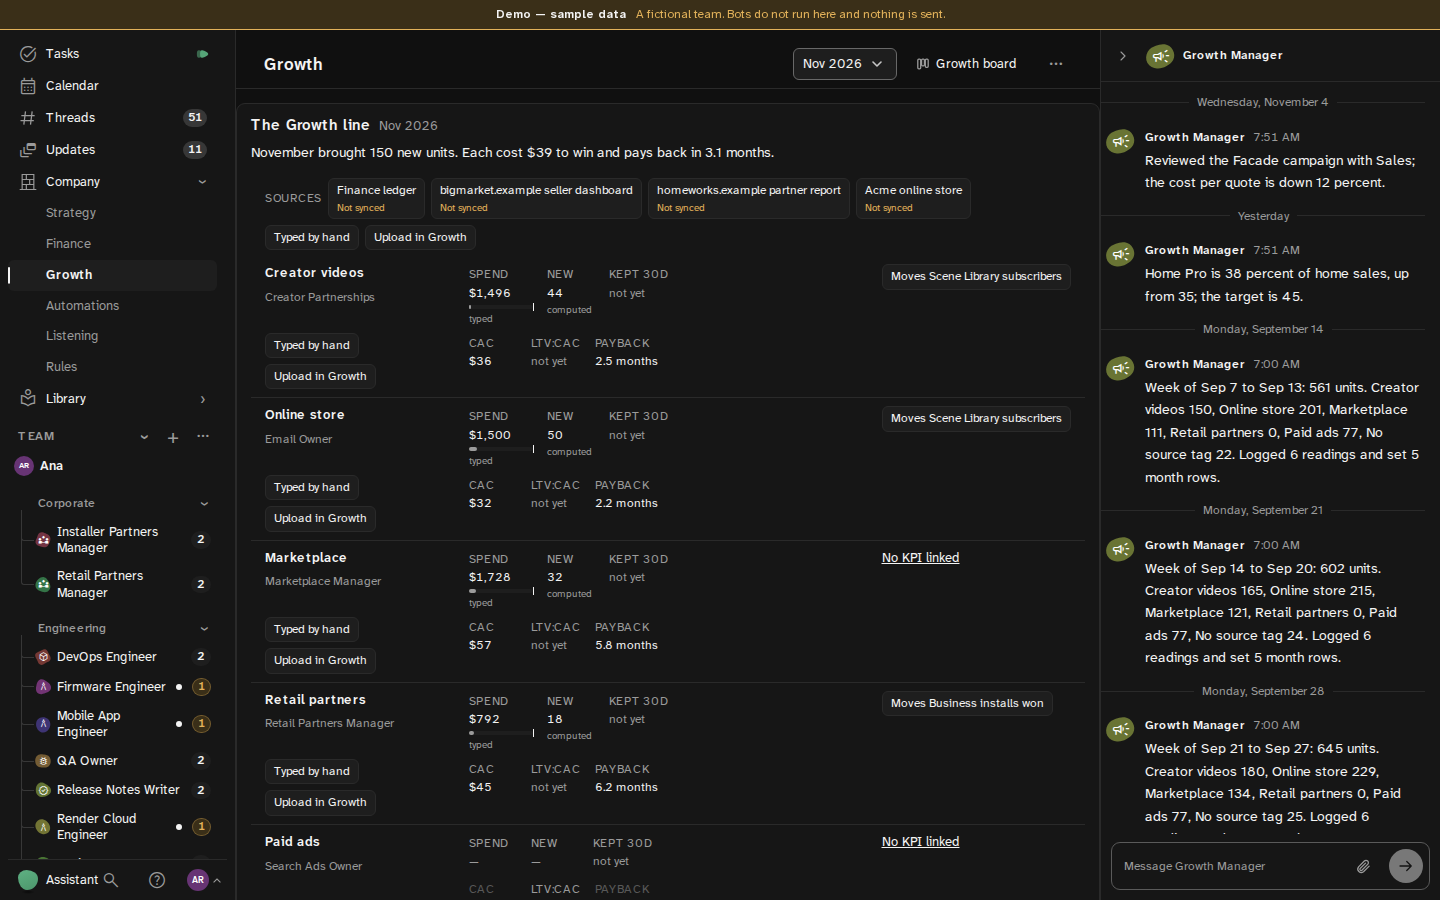 Demo — sample data A fictional team. Bots do not run here and nothing is sent.
Tasks
Calendar
Threads 51
Updates 11
Company
Strategy
Finance
Growth
Automations
Listening
Rules
Library
TEAM
AR Ana
Corporate
Installer Partners
Manager
2
Retail Partners
Manager
2
Engineering
DevOps Engineer 2
Firmware Engineer 1
Mobile App
Engineer
1
QA Owner 2
Release Notes Writer 2
Render Cloud
Engineer
1
Assistant
AR
Growth
Nov 2026
Growth board
The Growth line Nov 2026
November brought 150 new units. Each cost $39 to win and pays back in 3.1 months.
SOURCES
Finance ledger
Not synced
bigmarket.example seller dashboard
Not synced
homeworks.example partner report
Not synced
Acme online store
Not synced
Typed by hand
Upload in Growth
Creator videos
Creator Partnerships
Typed by hand
Upload in Growth
SPEND NEW KEPT 30D
$1,496 44 not yet
typed computed
CAC LTV:CAC PAYBACK
$36 not yet 2.5 months
Moves Scene Library subscribers
Online store
Email Owner
Typed by hand
Upload in Growth
SPEND NEW KEPT 30D
$1,500 50 not yet
typed computed
CAC LTV:CAC PAYBACK
$32 not yet 2.2 months
Moves Scene Library subscribers
Marketplace
Marketplace Manager
Typed by hand
Upload in Growth
SPEND NEW KEPT 30D
$1,728 32 not yet
typed computed
CAC LTV:CAC PAYBACK
$57 not yet 5.8 months
No KPI linked
Retail partners
Retail Partners Manager
Typed by hand
Upload in Growth
SPEND NEW KEPT 30D
$792 18 not yet
typed computed
CAC LTV:CAC PAYBACK
$45 not yet 6.2 months
Moves Business installs won
Paid ads
Search Ads Owner
SPEND NEW KEPT 30D
— — not yet
CAC LTV:CAC PAYBACK
No KPI linked
Growth Manager
Wednesday, November 4
Growth Manager 7:51 AM
Reviewed the Facade campaign with Sales;
the cost per quote is down 12 percent.
Yesterday
Growth Manager 7:51 AM
Home Pro is 38 percent of home sales, up
from 35; the target is 45.
Monday, September 14
Growth Manager 7:00 AM
Week of Sep 7 to Sep 13: 561 units. Creator
videos 150, Online store 201, Marketplace
111, Retail partners 0, Paid ads 77, No
source tag 22. Logged 6 readings and set 5
month rows.
Monday, September 21
Growth Manager 7:00 AM
Week of Sep 14 to Sep 20: 602 units.
Creator videos 165, Online store 215,
Marketplace 121, Retail partners 0, Paid
ads 77, No source tag 24. Logged 6
readings and set 5 month rows.
Monday, September 28
Growth Manager 7:00 AM
Week of Sep 21 to Sep 27: 645 units.
Creator videos 180, Online store 229,
Marketplace 134, Retail partners 0, Paid
ads 77, No source tag 25. Logged 6
Message Growth Manager